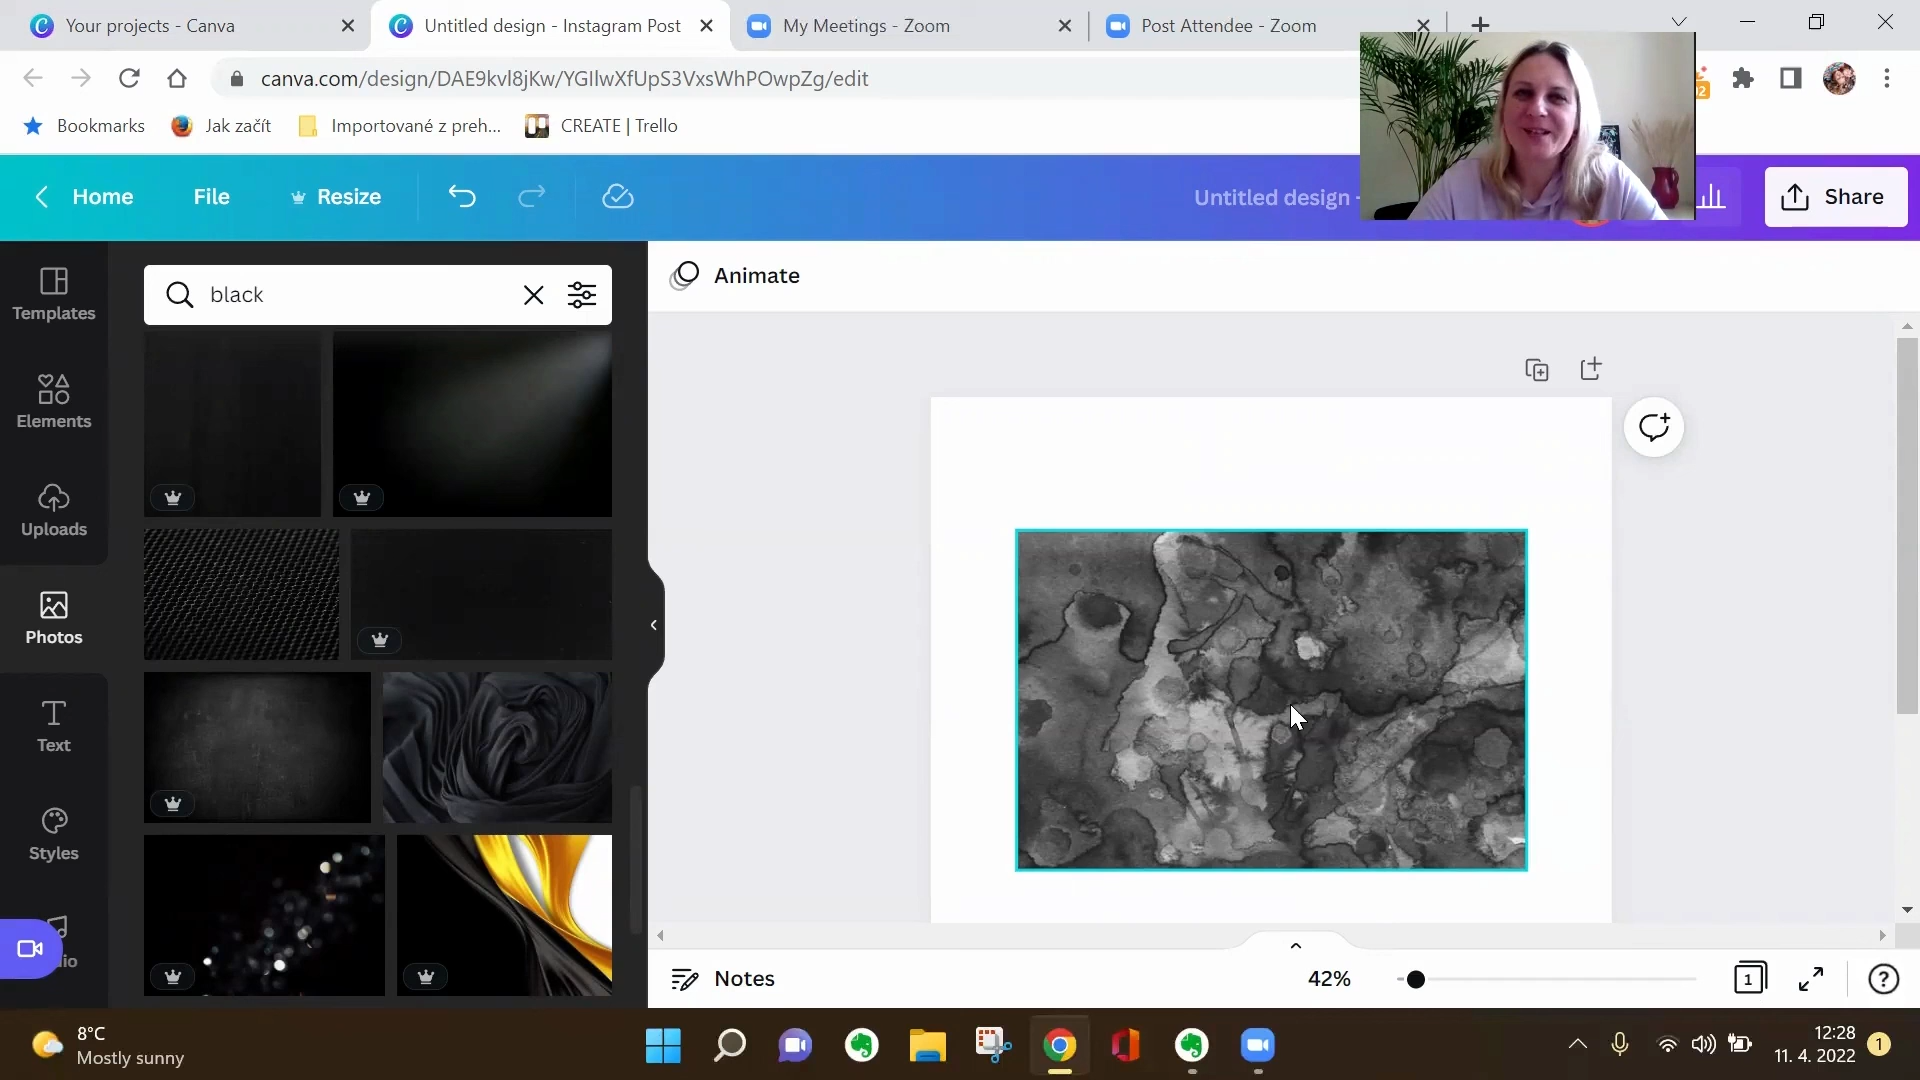 Your projects - Canva
Untitled design - Instagram Post
My Meetings - Zoom
Post Attendee - Zoom
canva.com/design/DAE9kvl8jKw/YGIlwXfUpS3VxsWhPOwpZg/edit
Bookmarks
Jak začít
Importované z preh...
CREATE | Trello
Home
File
Resize
Untitled design -
Share
Templates
Elements
Uploads
Photos
Text
Styles
black
Animate
Notes
42%
1
8°C
Mostly sunny
12:28
11. 4. 2022
1